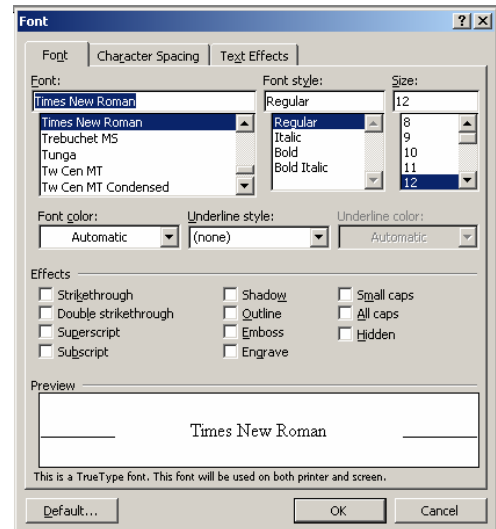 Font
Font Character Spacing Text Effects
Font: Font style: Size:
Times New Roman Regular 12
Times New Roman Regular 8
Trebuchet MS Italic 9
Tunga Bold 10
Tw Cen MT Bold Italic 11
Tw Cen MT Condensed 12
Font color: Underline style: Underline color:
Automatic (none) Automatic
Effects
Strikethrough Shadow Small caps
Double strikethrough Outline All caps
Superscript Emboss Hidden
Subscript Engrave
Preview
Times New Roman
This is a TrueType font. This font will be used on both printer and screen.
Default... OK Cancel